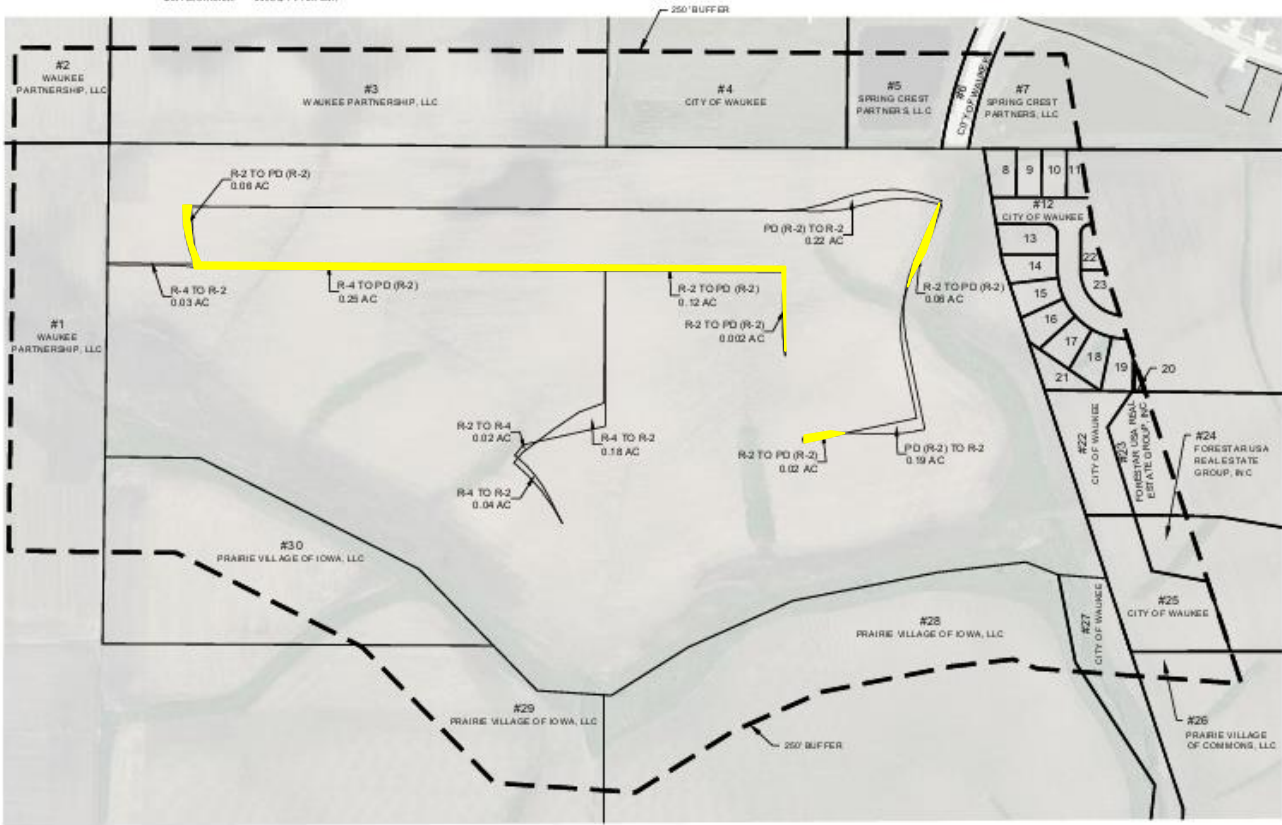 250' BUFFER
#2
WAUKEE
PARTNERSHIP, LLC
#3
WAUKEE PARTNERSHIP, LLC
#4
CITY OF WAUKEE
#5
SPRING CREST
PARTNERS, LLC
#6
CITY OF WAUKEE
#7
SPRING CREST
PARTNERS, LLC
8
9
10
11
#12
CITY OF WAUKEE
13
14
15
16
17
18
19
20
21
22
23
R-2 TO PD (R-2)
0.06 AC
PD (R-2) TO R-2
0.22 AC
R-4 TO R-2
0.03 AC
R-4 TO PD (R-2)
0.25 AC
R-2 TO PD (R-2)
0.12 AC
R-2 TO PD (R-2)
0.06 AC
R-2 TO PD (R-2)
0.002 AC
#1
WAUKEE
PARTNERSHIP, LLC
R-2 TO R-4
0.02 AC
R-4 TO R-2
0.18 AC
R-2 TO PD (R-2)
0.02 AC
PD (R-2) TO R-2
0.19 AC
R-4 TO R-2
0.04 AC
#22
CITY OF WAUKEE
#23
FORESTAR USA REAL
ESTATE GROUP, INC
#24
FORESTAR USA
REAL ESTATE
GROUP, INC
#30
PRAIRIE VILLAGE OF IOWA, LLC
#25
CITY OF WAUKEE
#28
PRAIRIE VILLAGE OF IOWA, LLC
#27
CITY OF WAUKEE
#29
PRAIRIE VILLAGE OF IOWA, LLC
#26
PRAIRIE VILLAGE
OF COMMONS, LLC
250' BUFFER